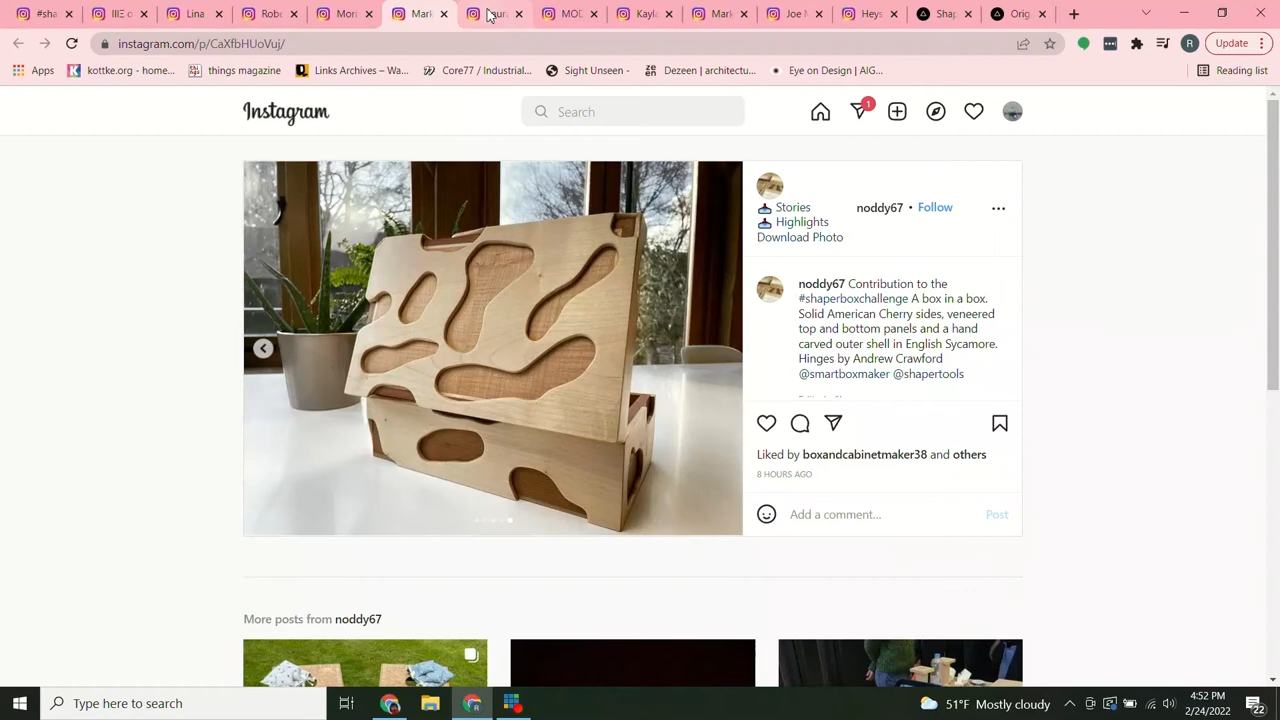 #sha
IIE c
Lina
Robe
Mor
Mark
MOD
Kayla
Mark
Joe M
Heys
Shap
Orig
instagram.com/p/CaXfbHUoVuj/
R
Update
Apps
kottke.org - home...
things magazine
Links Archives – Wa...
Core77 / Industrial...
Sight Unseen -
Dezeen | architectu...
Eye on Design | AIG...
Reading list
Instagram
Search
1
Stories
Highlights
Download Photo
noddy67 • Follow
noddy67 Contribution to the
#shaperboxchallenge A box in a box.
Solid American Cherry sides, veneered
top and bottom panels and a hand
carved outer shell in English Sycamore.
Hinges by Andrew Crawford
@smartboxmaker @shapertools
Liked by boxandcabinetmaker38 and others
8 HOURS AGO
Add a comment...
Post
More posts from noddy67
Type here to search
51°F Mostly cloudy
4:52 PM
2/24/2022
22